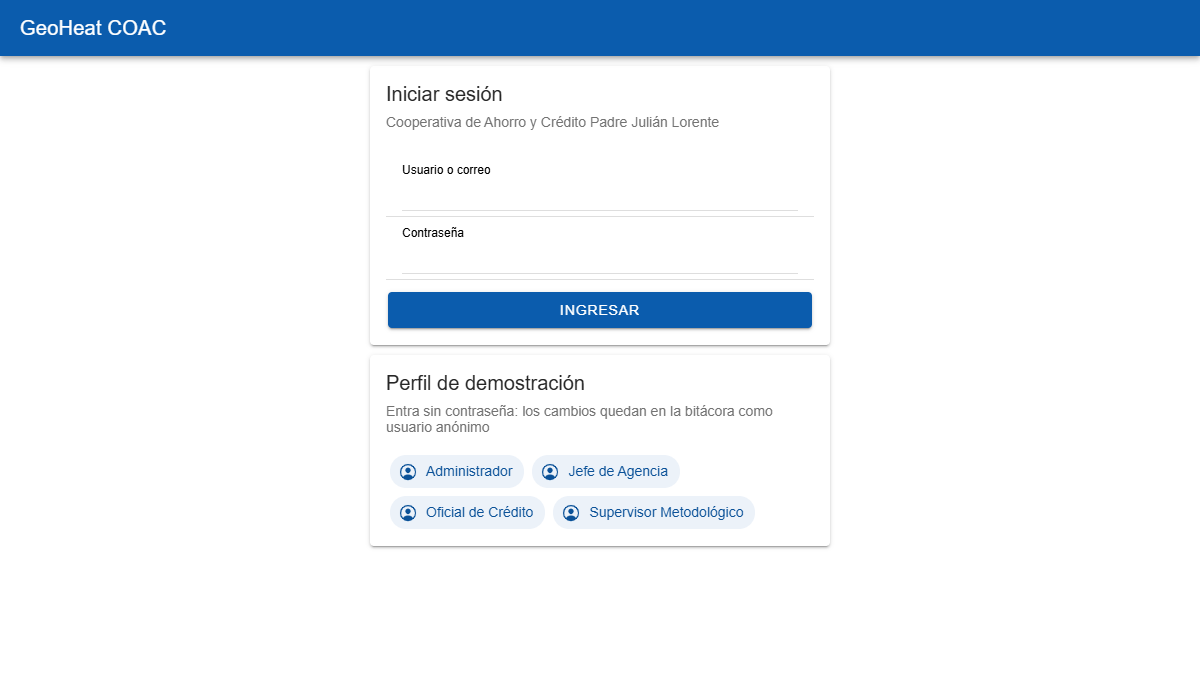 GeoHeat COAC
Iniciar sesión
Cooperativa de Ahorro y Crédito Padre Julián Lorente
Usuario o correo
Contraseña
INGRESAR
Perfil de demostración
Entra sin contraseña: los cambios quedan en la bitácora como
usuario anónimo
Administrador
Jefe de Agencia
Oficial de Crédito
Supervisor Metodológico